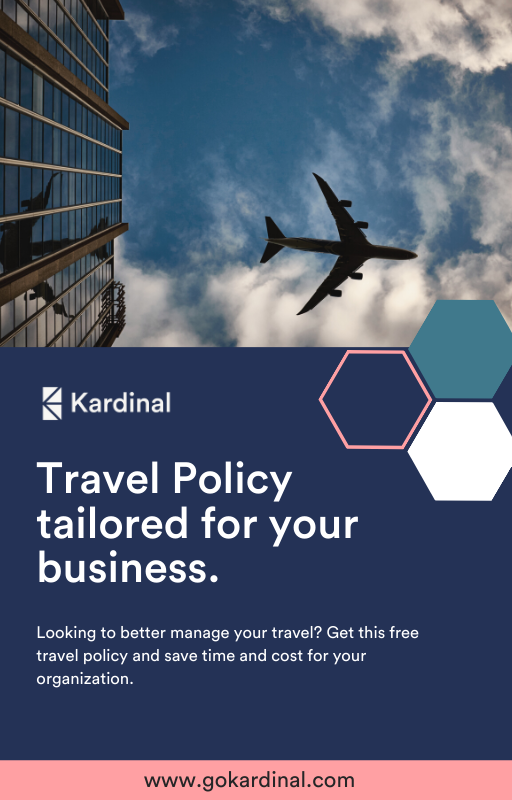 Kardinal
Travel Policy
tailored for your
business.
Looking to better manage your travel? Get this free
travel policy and save time and cost for your
organization.
www.gokardinal.com